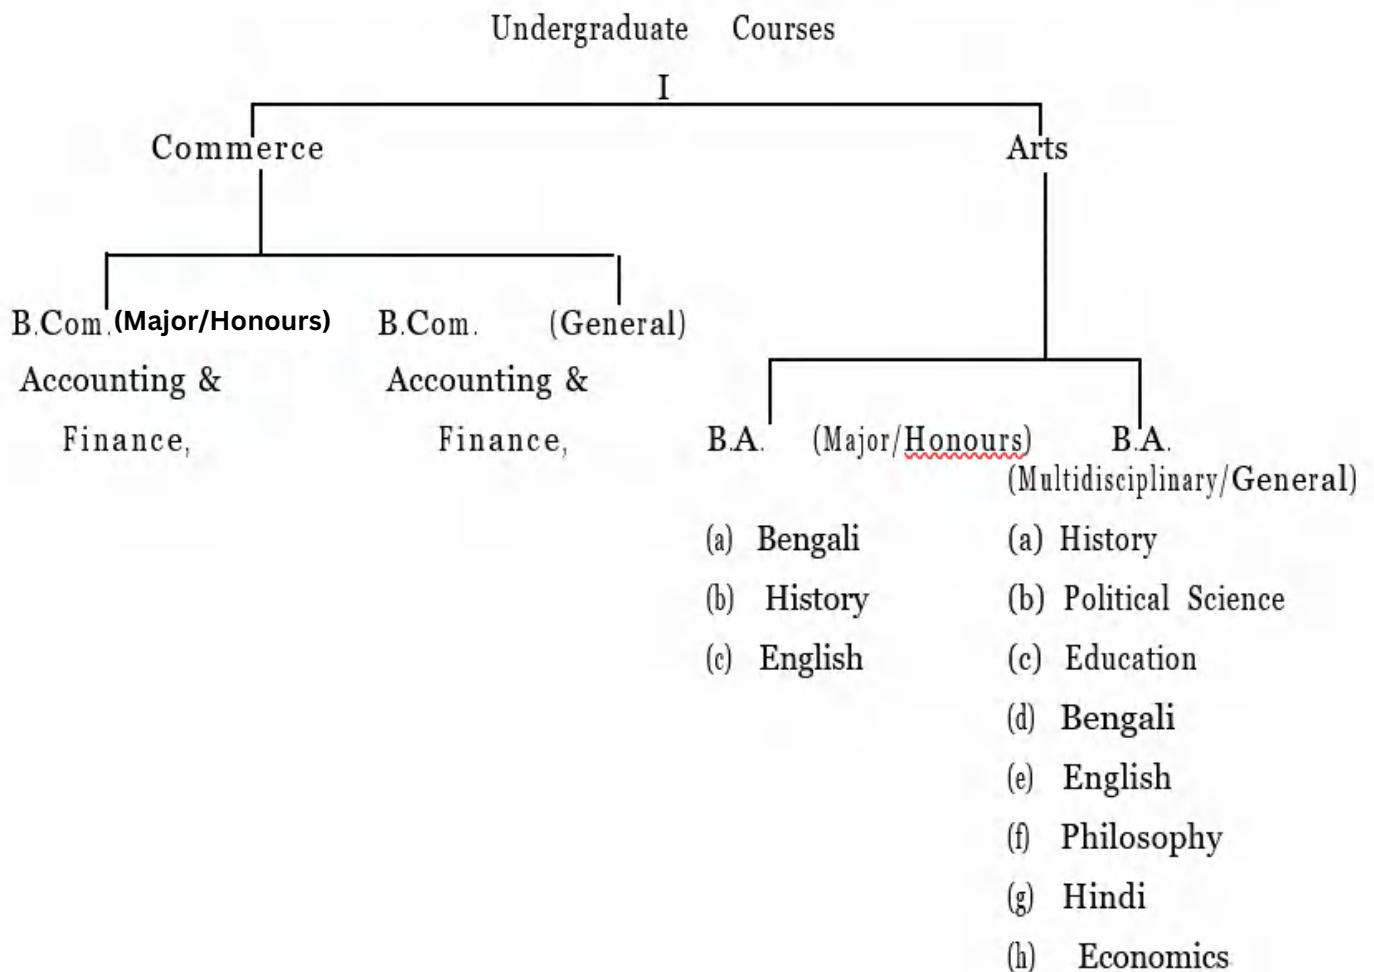 Undergraduate Courses
I
Commerce Arts
B.Com. (Major/Honours) B.Com. (General)
Accounting & Accounting &
Finance, Finance,
B.A. (Major/Honours) B.A.
(Multidisciplinary/General)
(a) Bengali (a) History
(b) History (b) Political Science
(c) English (c) Education
(d) Bengali
(e) English
(f) Philosophy
(g) Hindi
(h) Economics